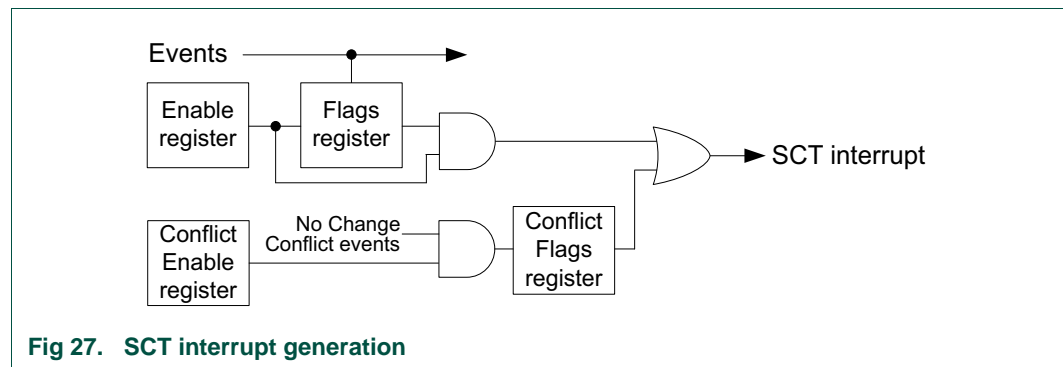 Events
Enable
register
Flags
register
SCT interrupt
No Change
Conflict events
Conflict
Enable
register
Conflict
Flags
register
Fig 27. SCT interrupt generation